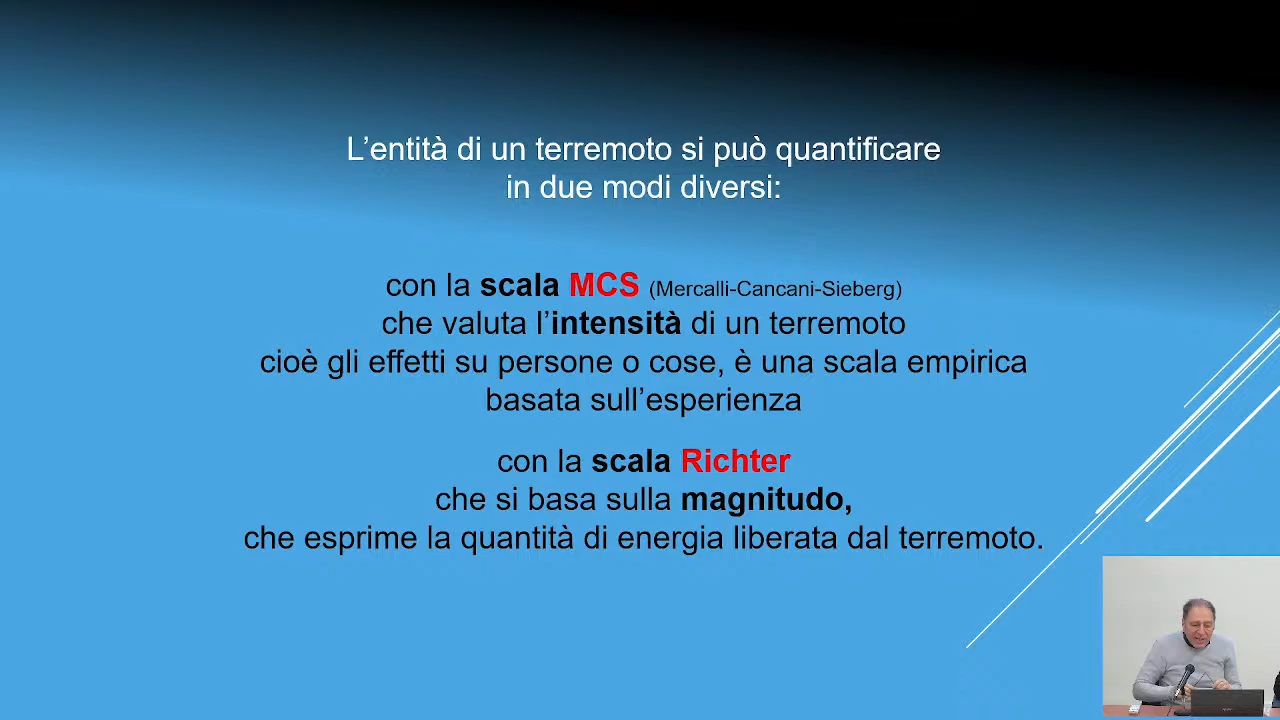 L’entità di un terremoto si può quantificare
in due modi diversi:
con la scala MCS (Mercalli-Cancani-Sieberg)
che valuta l’intensità di un terremoto
cioè gli effetti su persone o cose, è una scala empirica
basata sull’esperienza
con la scala Richter
che si basa sulla magnitudo,
che esprime la quantità di energia liberata dal terremoto.